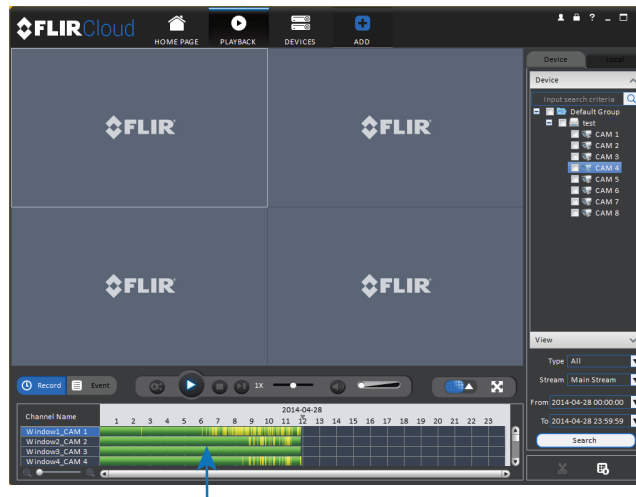 FLIR Cloud
HOME PAGE
PLAYBACK
DEVICES
ADD
?
FLIR
FLIR
FLIR
FLIR
Device
Local
Device
Input search criteria
Default Group
test
CAM 1
CAM 2
CAM 3
CAM 4
CAM 5
CAM 6
CAM 7
CAM 8
View
Type All
Stream Main Stream
From 2014-04-28 00:00:00
To 2014-04-28 23:59:59
Search
Record
Event
1X
2014-04-28
Channel Name
1 2 3 4 5 6 7 8 9 10 11 12 13 14 15 16 17 18 19 20 21 22 23
Window1_CAM 1
Window2_CAM 2
Window3_CAM 3
Window4_CAM 4